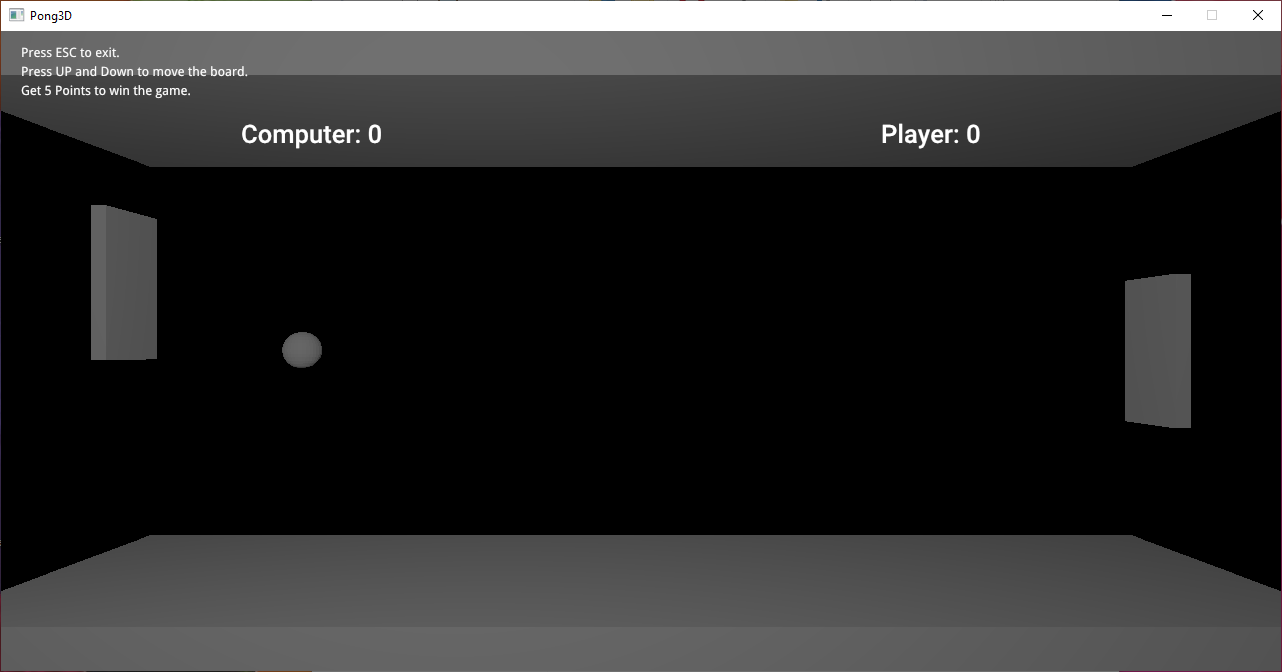 Pong3D
Press ESC to exit.
Press UP and Down to move the board.
Get 5 Points to win the game.
Computer: 0
Player: 0